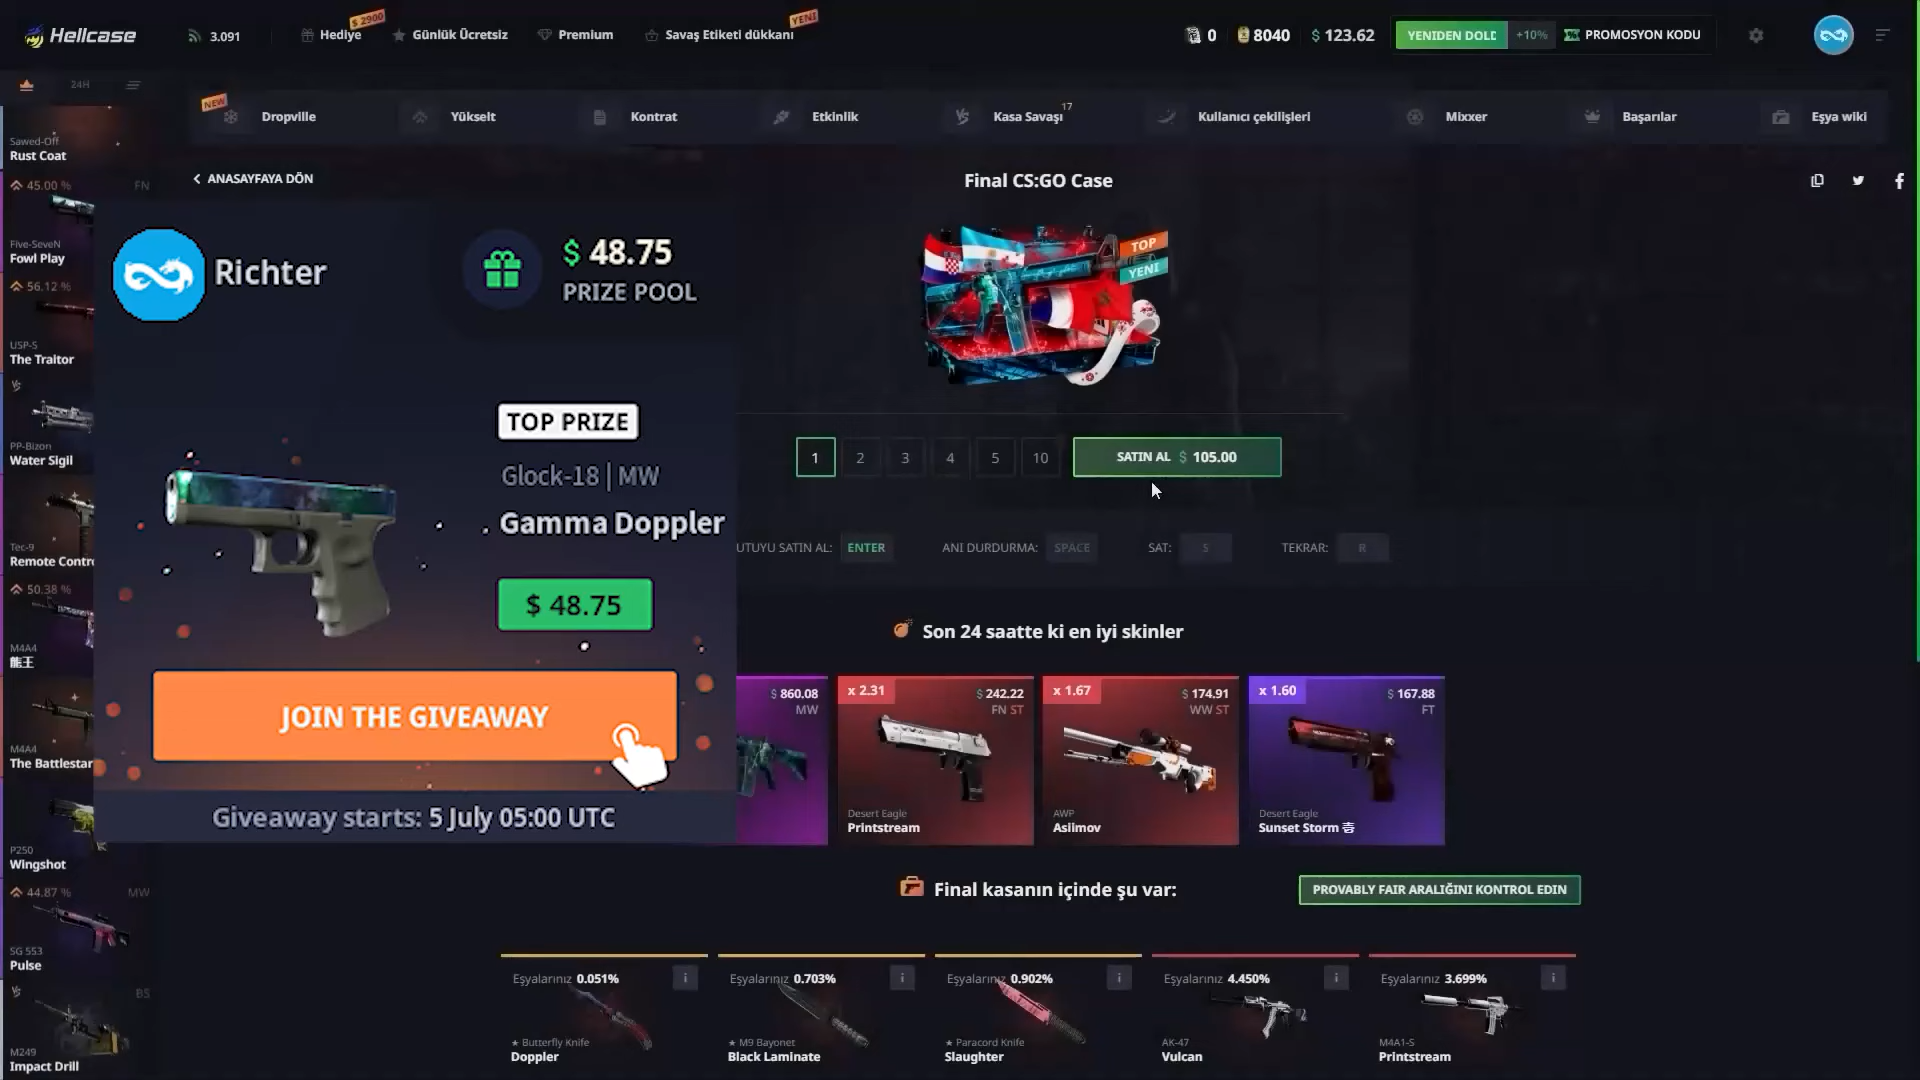 Hellcase
3.091
Hediye
$ 2900
Günlük Ücretsiz
Premium
Savaş Etiketi dükkanı
YENİ
0
8040
$ 123.62
YENIDEN DOLD
+10%
PROMOSYON KODU
24H
NEW
Dropville
Yükselt
Kontrat
Etkinlik
Kasa Savaşı
17
Kullanıcı çekilişleri
Mixxer
Başarılar
Eşya wiki
ANASAYFAYA DÖN
Final CS:GO Case
Sawed-Off
Rust Coat
45.00 %
FN
Five-SeveN
Fowl Play
56.12 %
USP-S
The Traitor
PP-Bizon
Water Sigil
Tec-9
Remote Contro
50.38 %
M4A4
龍王
M4A4
The Battlestar
P250
Wingshot
44.87 %
MW
SG 553
Pulse
BS
M249
Impact Drill
Richter
$ 48.75
PRIZE POOL
TOP PRIZE
Glock-18 | MW
Gamma Doppler
$ 48.75
JOIN THE GIVEAWAY
Giveaway starts: 5 July 05:00 UTC
TOP
YENİ
1
2
3
4
5
10
SATIN AL $ 105.00
UTUYU SATIN AL: ENTER
ANI DURDURMA: SPACE
SAT: S
TEKRAR: R
Son 24 saatte ki en iyi skinler
$ 860.08
MW
x 2.31
$ 242.22
FN ST
Desert Eagle
Printstream
x 1.67
$ 174.91
WW ST
AWP
Asiimov
x 1.60
$ 167.88
FT
Desert Eagle
Sunset Storm 壱
Final kasanın içinde şu var:
PROVABLY FAIR ARALIĞINI KONTROL EDIN
Eşyalarınız 0.051%
i
★ Butterfly Knife
Doppler
Eşyalarınız 0.703%
i
★ M9 Bayonet
Black Laminate
Eşyalarınız 0.902%
i
★ Paracord Knife
Slaughter
Eşyalarınız 4.450%
i
AK-47
Vulcan
Eşyalarınız 3.699%
i
M4A1-S
Printstream